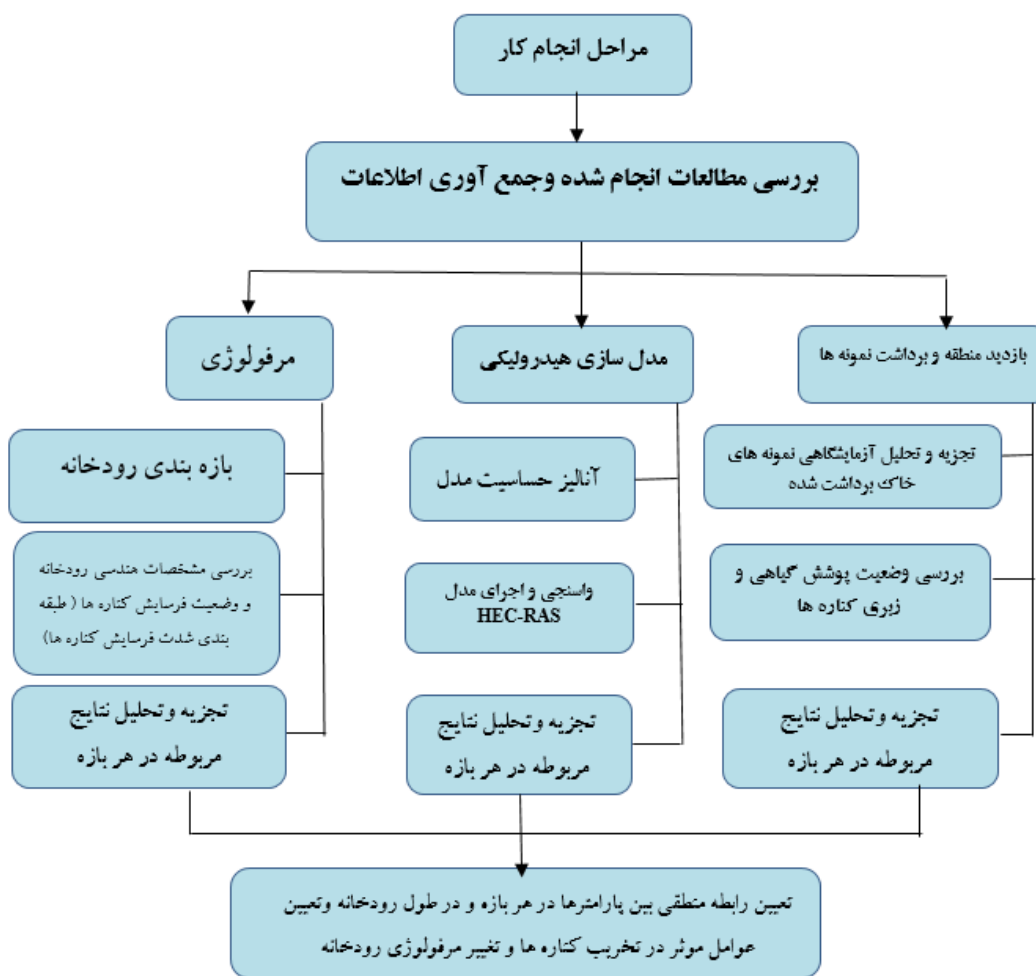 مراحل انجام کار
بررسی مطالعات انجام شده وجمع آوری اطلاعات
بازدید منطقه و برداشت نمونه ها
تجزیه و تحلیل آزمایشگاهی نمونه های
خاک برداشت شده
بررسی وضعیت پوشش گیاهی و
زبری کناره ها
تجزیه وتحلیل نتایج
مربوطه در هر بازه
مدل سازی هیدرولیکی
آنالیز حساسیت مدل
واسنجی و اجرای مدل
HEC-RAS
تجزیه وتحلیل نتایج
مربوطه در هر بازه
مرفولوژی
بازه بندی رودخانه
بررسی مشخصات هندسی رودخانه
و وضعیت فرسایش کناره ها ( طبقه
بندی شدت فرسایش کناره ها)
تجزیه وتحلیل نتایج
مربوطه در هر بازه
تعیین رابطه منطقی بین پارامترها در هر بازه و در طول رودخانه وتعیین
عوامل موثر در تخریب کناره ها و تغییر مرفولوژی رودخانه